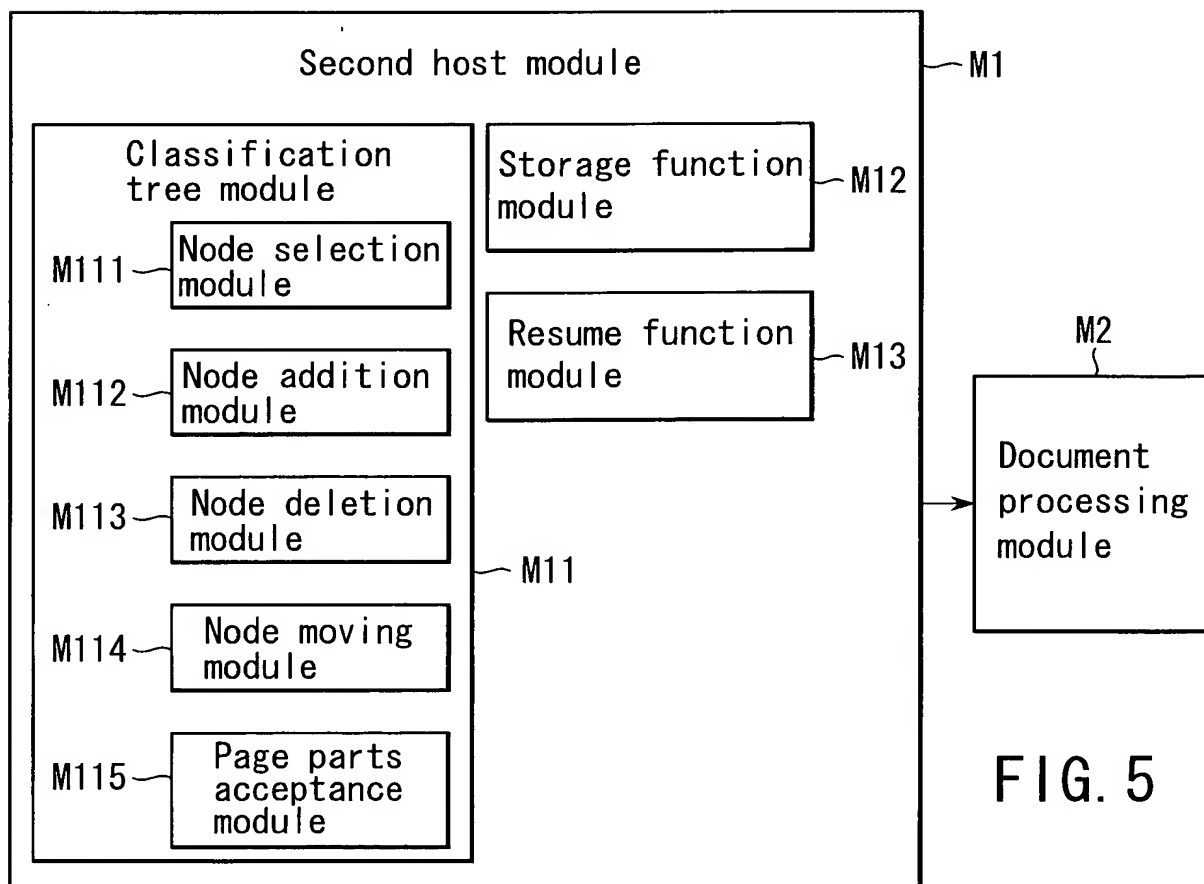 Second host module
M1
Classification
tree module
Storage function
module
M12
M111
Node selection
module
Resume function
module
M13
M112
Node addition
module
M2
Document
processing
module
M113
Node deletion
module
M11
M114
Node moving
module
M115
Page parts
acceptance
module
FIG. 5